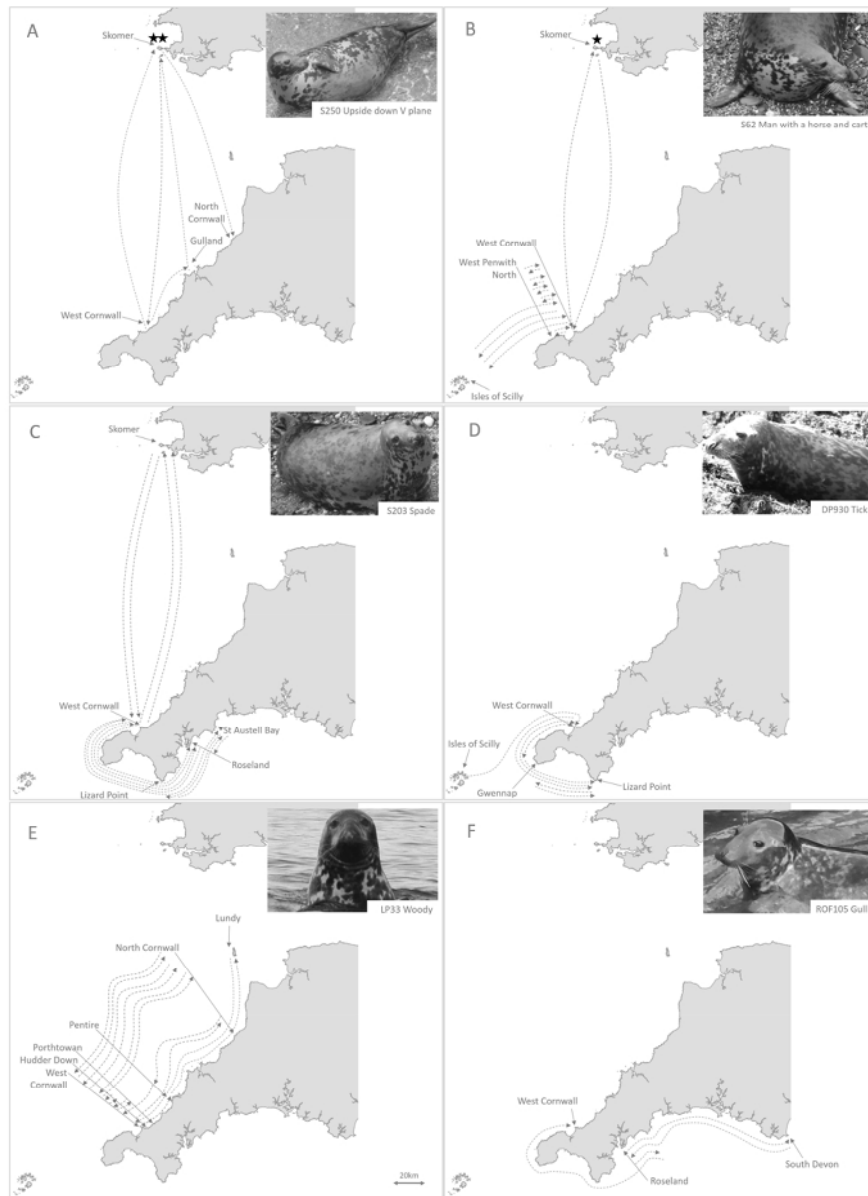 A
Skomer
S250 Upside down V plane
North
Cornwall
Gulland
West Cornwall
B
Skomer
S62 Man with a horse and cart
West Cornwall
West Penwith
North
Isles of Scilly
C
Skomer
S203 Spade
West Cornwall
St Austell Bay
Roseland
Lizard Point
D
DP930 Tick
West Cornwall
Isles of Scilly
Gwennap
Lizard Point
E
LP33 Woody
Lundy
North Cornwall
Pentire
Porthtowan
Hudder Down
West
Cornwall
20km
F
ROF105 Gull
West Cornwall
South Devon
Roseland